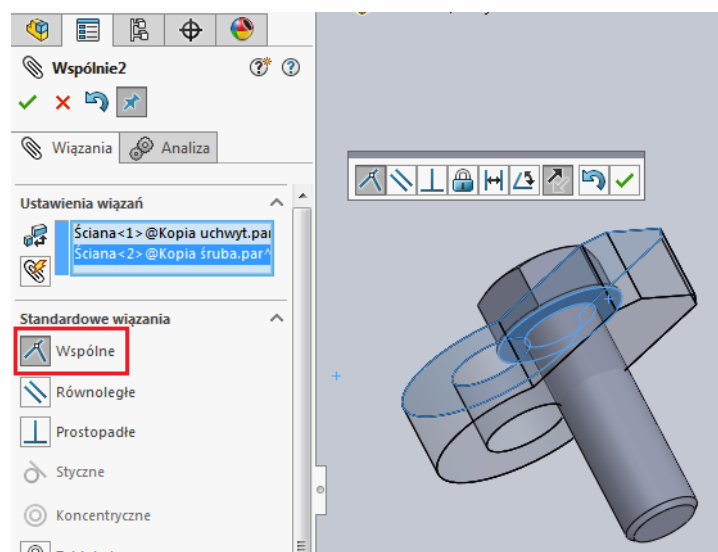 Wspólnie2
Wiązania
Analiza
Ustawienia wiązań
Ściana<1>@Kopia uchwyt.par
Ściana<2>@Kopia śruba.par^
Standardowe wiązania
Wspólne
Równoległe
Prostopadłe
Styczne
Koncentryczne